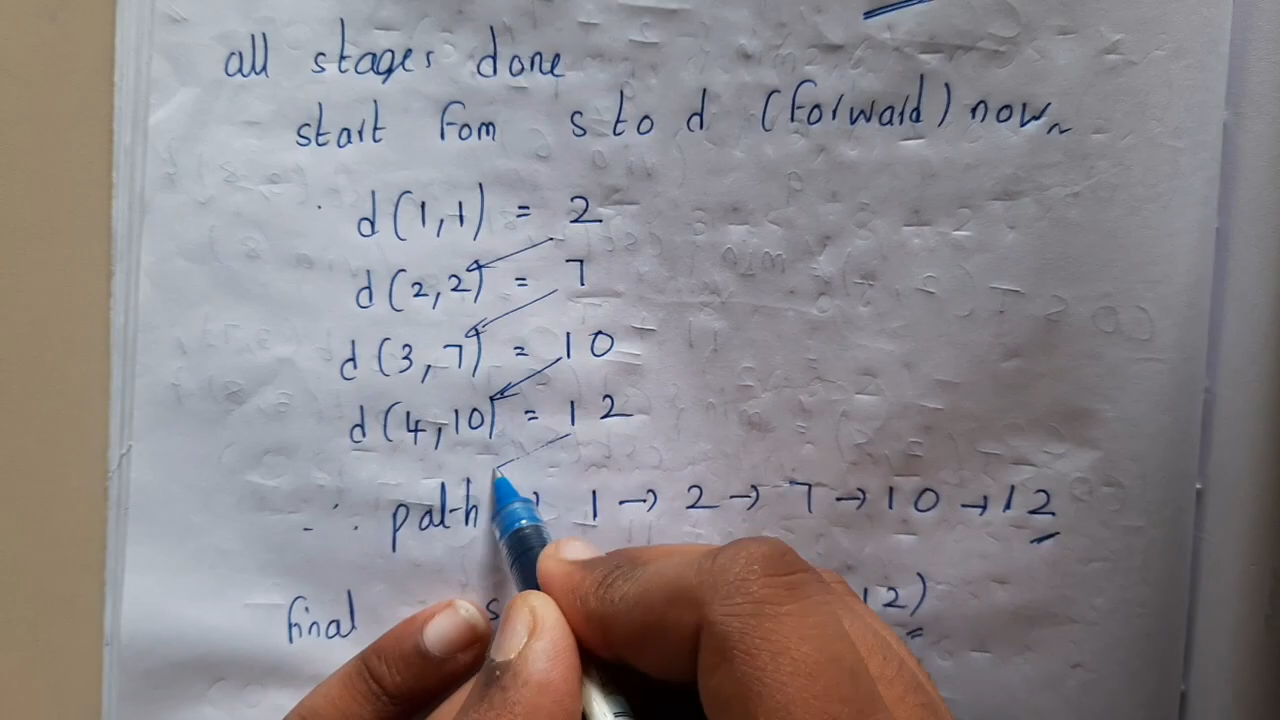 all stages done
start fom s to d (forward) now
d(1,1) = 2
d(2,2) = 7
d(3,7) = 10
d(4,10) = 12
∴ path → 1 → 2 → 7 → 10 → 12
final s 12)